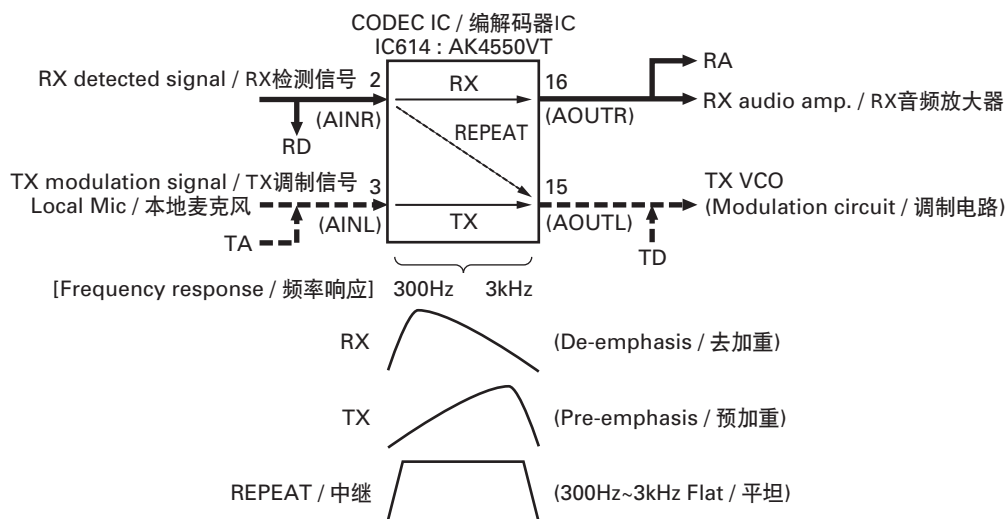 CODEC IC / 编解码器IC
IC614 : AK4550VT
RX detected signal / RX检测信号 2
RX
16
RA
RX audio amp. / RX音频放大器
(AINR)
(AOUTR)
RD
REPEAT
TX modulation signal / TX调制信号 3
15
TX VCO
Local Mic / 本地麦克风
(Modulation circuit / 调制电路)
(AINL)
TX
(AOUTL)
TA
TD
[Frequency response / 频率响应] 300Hz 3kHz
RX (De-emphasis / 去加重)
TX (Pre-emphasis / 预加重)
REPEAT / 中继 (300Hz~3kHz Flat / 平坦)